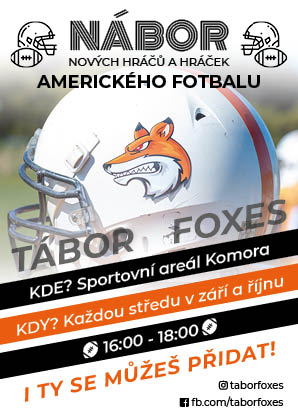 NÁBOR
NOVÝCH HRÁČŮ A HRÁČEK
AMERICKÉHO FOTBALU
TÁBOR FOXES
KDE? Sportovní areál Komora
KDY? Každou středu v září a říjnu
16:00 - 18:00
I TY SE MŮŽEŠ PŘIDAT!
taborfoxes
fb.com/taborfoxes